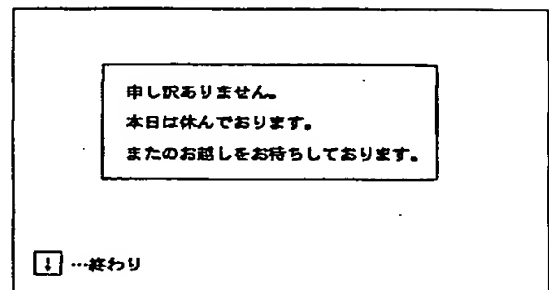 申し訳ありません。
本日は休んでおります。
またのお越しをお待ちしております。
↓…終わり